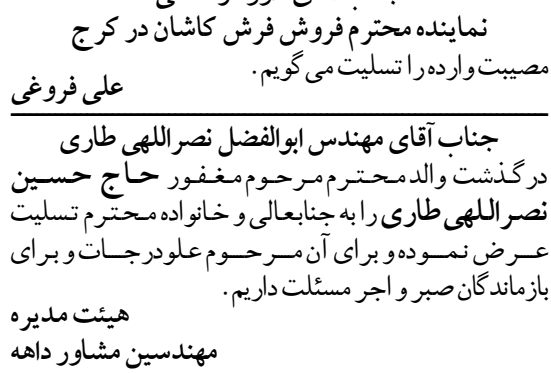 نماینده محترم فروش فرش کاشان در کرج
مصیبت وارده را تسلیت می گویم.
علی فروغی
جناب آقای مهندس ابوالفضل نصراللهی طاری
درگذشت والد محترم مرحوم مغفور حاج حسین
نصراللهی طاری را به جنابعالی و خانواده محترم تسلیت
عرض نموده و برای آن مرحوم علودرجات و برای
بازماندگان صبر و اجر مسئلت داریم.
هیئت مدیره
مهندسین مشاور داهه